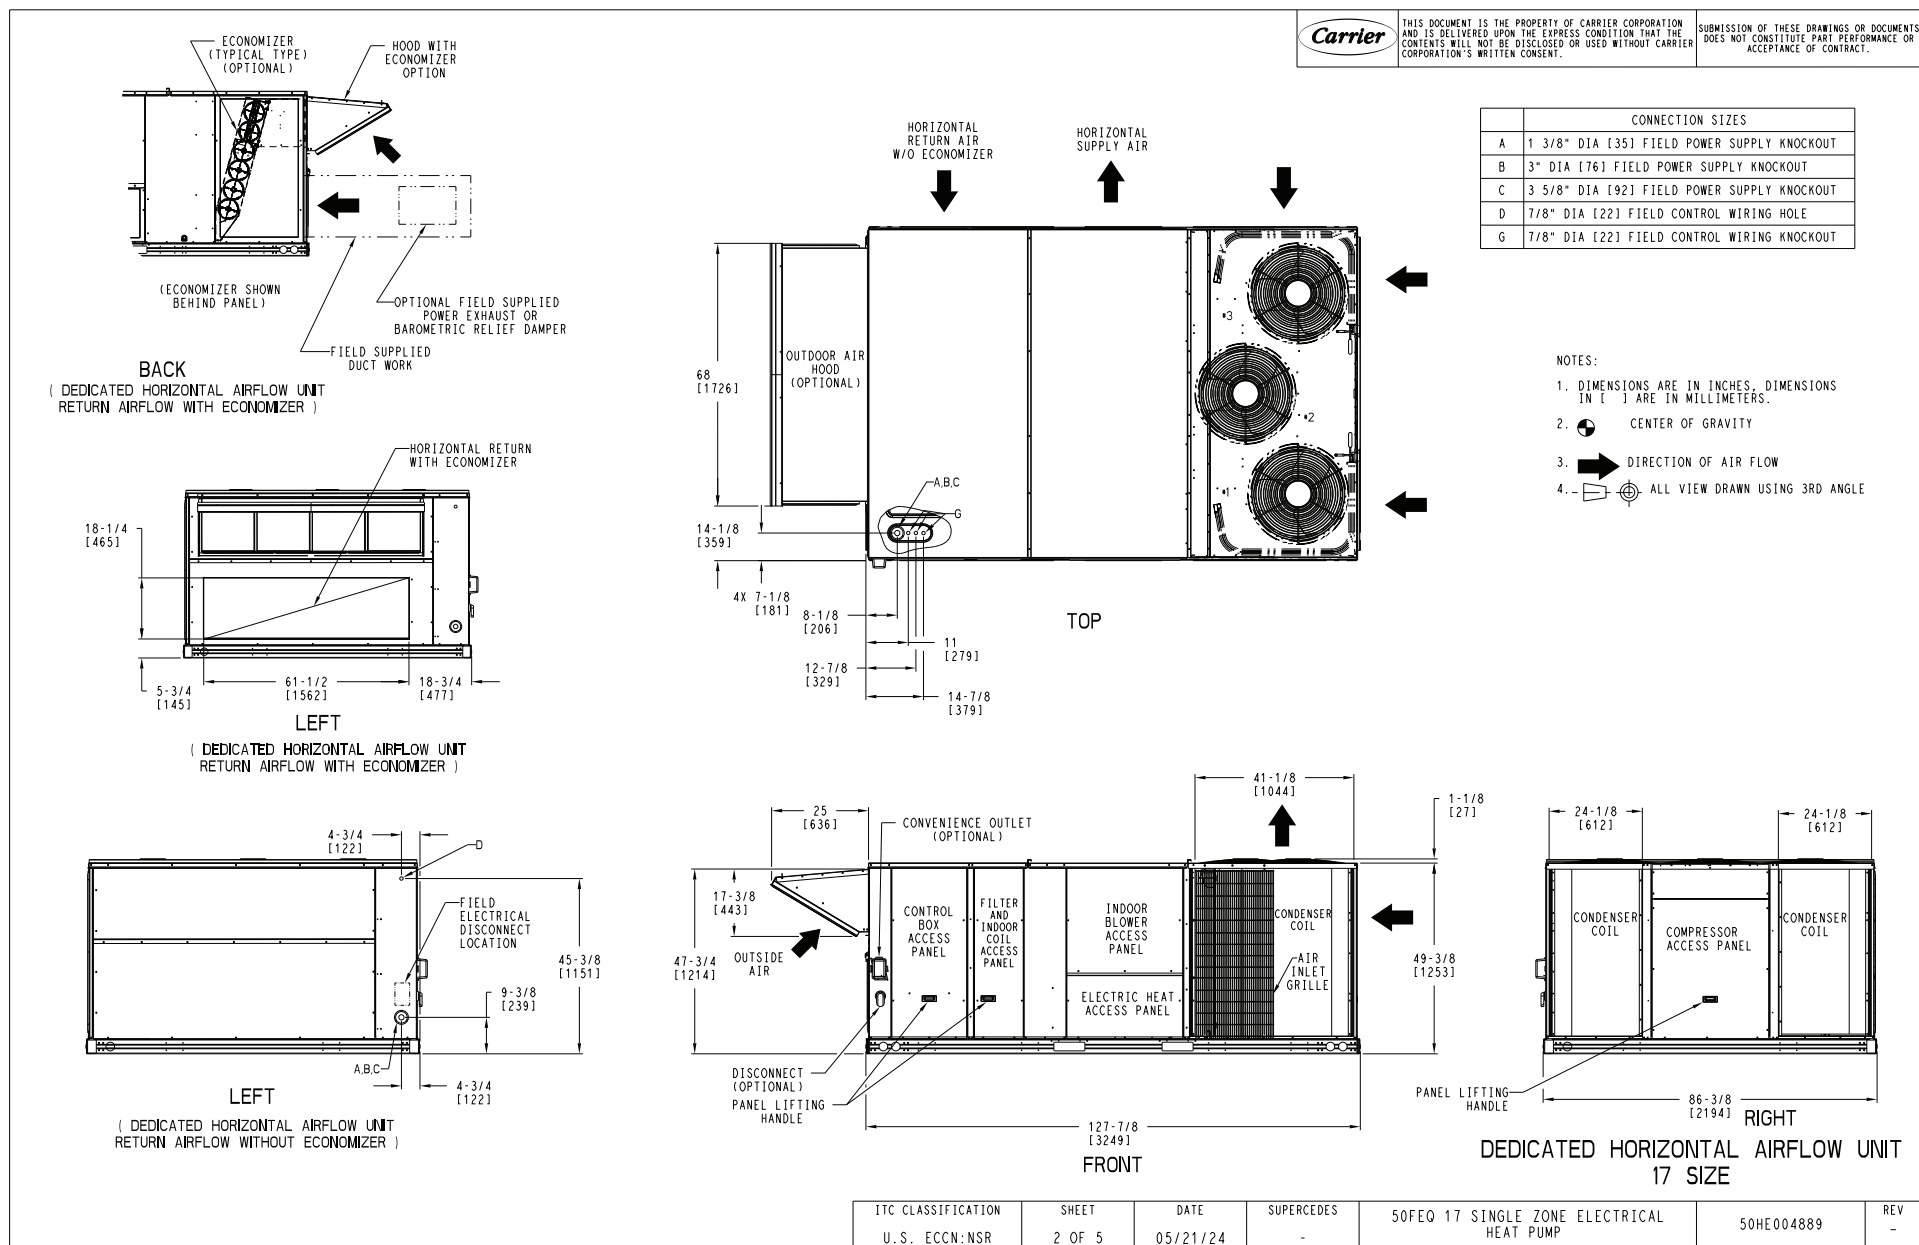 Carrier
THIS DOCUMENT IS THE PROPERTY OF CARRIER CORPORATION
AND IS DELIVERED UPON THE EXPRESS CONDITION THAT THE
CONTENTS WILL NOT BE DISCLOSED OR USED WITHOUT CARRIER
CORPORATION'S WRITTEN CONSENT.
SUBMISSION OF THESE DRAWINGS OR DOCUMENTS
DOES NOT CONSTITUTE PART PERFORMANCE OR
ACCEPTANCE OF CONTRACT.
ECONOMIZER
(TYPICAL TYPE)
(OPTIONAL)
HOOD WITH
ECONOMIZER
OPTION
(ECONOMIZER SHOWN
BEHIND PANEL)
OPTIONAL FIELD SUPPLIED
POWER EXHAUST OR
BAROMETRIC RELIEF DAMPER
FIELD SUPPLIED
DUCT WORK
BACK
( DEDICATED HORIZONTAL AIRFLOW UNIT
RETURN AIRFLOW WITH ECONOMIZER )
HORIZONTAL
RETURN AIR
W/O ECONOMIZER
HORIZONTAL
SUPPLY AIR
CONNECTION SIZES
A 1 3/8" DIA [35] FIELD POWER SUPPLY KNOCKOUT
B 3" DIA [76] FIELD POWER SUPPLY KNOCKOUT
C 3 5/8" DIA [92] FIELD POWER SUPPLY KNOCKOUT
D 7/8" DIA [22] FIELD CONTROL WIRING HOLE
G 7/8" DIA [22] FIELD CONTROL WIRING KNOCKOUT
OUTDOOR AIR
HOOD
(OPTIONAL)
68
[1726]
3
2
1
A,B,C
G
14-1/8
[359]
4X 7-1/8
[181]
8-1/8
[206]
11
[279]
12-7/8
[329]
14-7/8
[379]
TOP
NOTES:
1. DIMENSIONS ARE IN INCHES, DIMENSIONS
IN [ ] ARE IN MILLIMETERS.
2. CENTER OF GRAVITY
3. DIRECTION OF AIR FLOW
4. ALL VIEW DRAWN USING 3RD ANGLE
HORIZONTAL RETURN
WITH ECONOMIZER
18-1/4
[465]
5-3/4
[145]
61-1/2
[1562]
18-3/4
[477]
LEFT
( DEDICATED HORIZONTAL AIRFLOW UNIT
RETURN AIRFLOW WITH ECONOMIZER )
4-3/4
[122]
D
FIELD
ELECTRICAL
DISCONNECT
LOCATION
45-3/8
[1151]
9-3/8
[239]
A,B,C
4-3/4
[122]
LEFT
( DEDICATED HORIZONTAL AIRFLOW UNIT
RETURN AIRFLOW WITHOUT ECONOMIZER )
25
[636]
CONVENIENCE OUTLET
(OPTIONAL)
41-1/8
[1044]
1-1/8
[27]
17-3/8
[443]
47-3/4
[1214]
OUTSIDE
AIR
CONTROL
BOX
ACCESS
PANEL
FILTER
AND
INDOOR
COIL
ACCESS
PANEL
INDOOR
BLOWER
ACCESS
PANEL
ELECTRIC HEAT
ACCESS PANEL
CONDENSER
COIL
AIR
INLET
GRILLE
49-3/8
[1253]
DISCONNECT
(OPTIONAL)
PANEL LIFTING
HANDLE
127-7/8
[3249]
FRONT
24-1/8
[612]
24-1/8
[612]
CONDENSER
COIL
COMPRESSOR
ACCESS PANEL
CONDENSER
COIL
PANEL LIFTING
HANDLE
86-3/8
[2194]
RIGHT
DEDICATED HORIZONTAL AIRFLOW UNIT
17 SIZE
ITC CLASSIFICATION
U.S. ECCN:NSR
SHEET
2 OF 5
DATE
05/21/24
SUPERCEDES
-
50FEQ 17 SINGLE ZONE ELECTRICAL
HEAT PUMP
50HE004889
REV
-